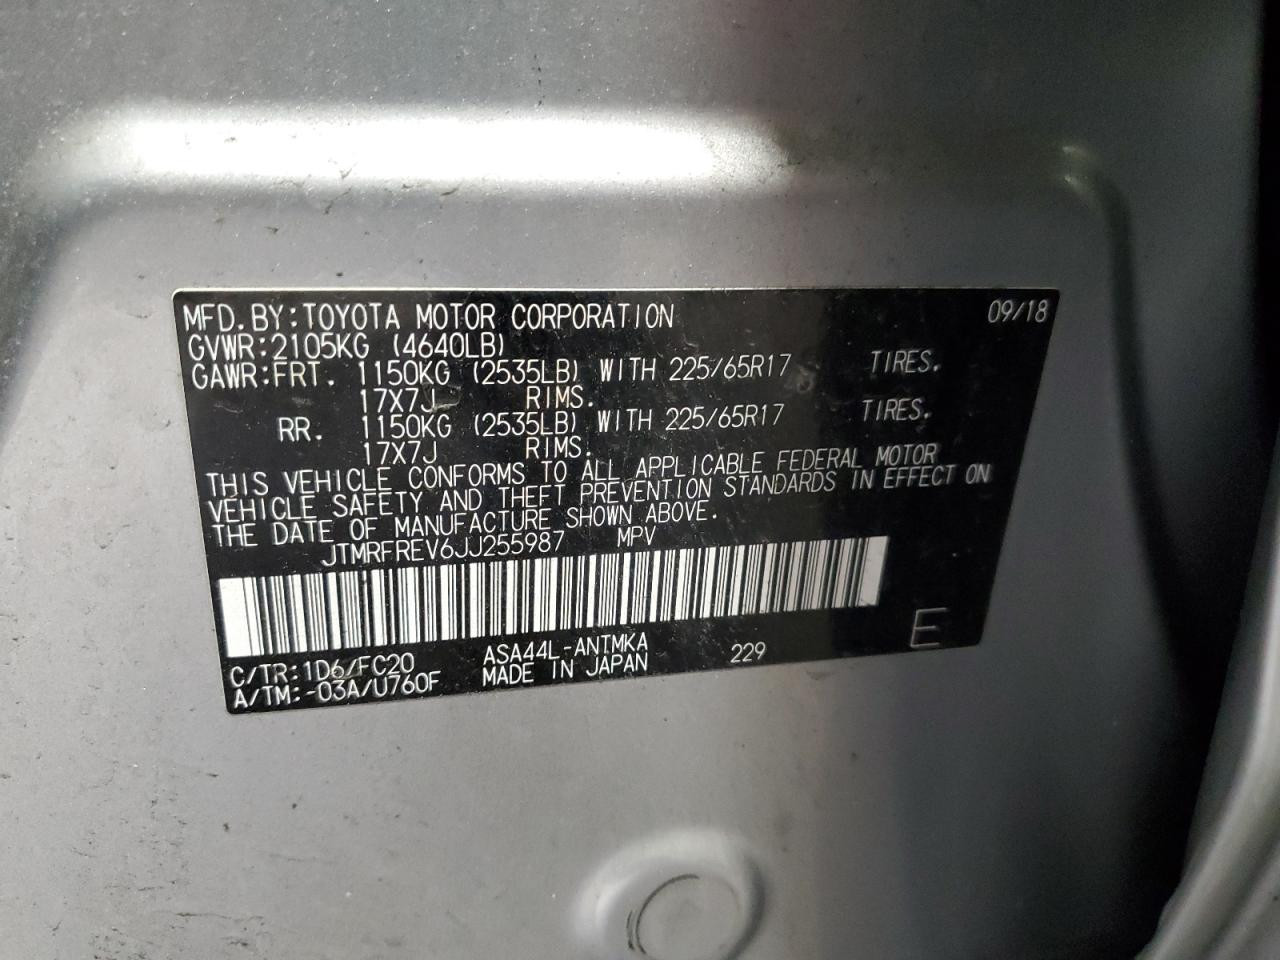 MFD.BY:TOYOTA MOTOR CORPORATION 09/18
GVWR:2105KG (4640LB)
GAWR:FRT. 1150KG (2535LB) WITH 225/65R17 TIRES.
17X7J RIMS.
RR. 1150KG (2535LB) WITH 225/65R17 TIRES.
17X7J RIMS.
THIS VEHICLE CONFORMS TO ALL APPLICABLE FEDERAL MOTOR
VEHICLE SAFETY AND THEFT PREVENTION STANDARDS IN EFFECT ON
THE DATE OF MANUFACTURE SHOWN ABOVE.
JTMRFREV6JJ255987 MPV
E
C/TR:1D6/FC20 ASA44L-ANTMKA 229
A/TM:-03A/U760F MADE IN JAPAN